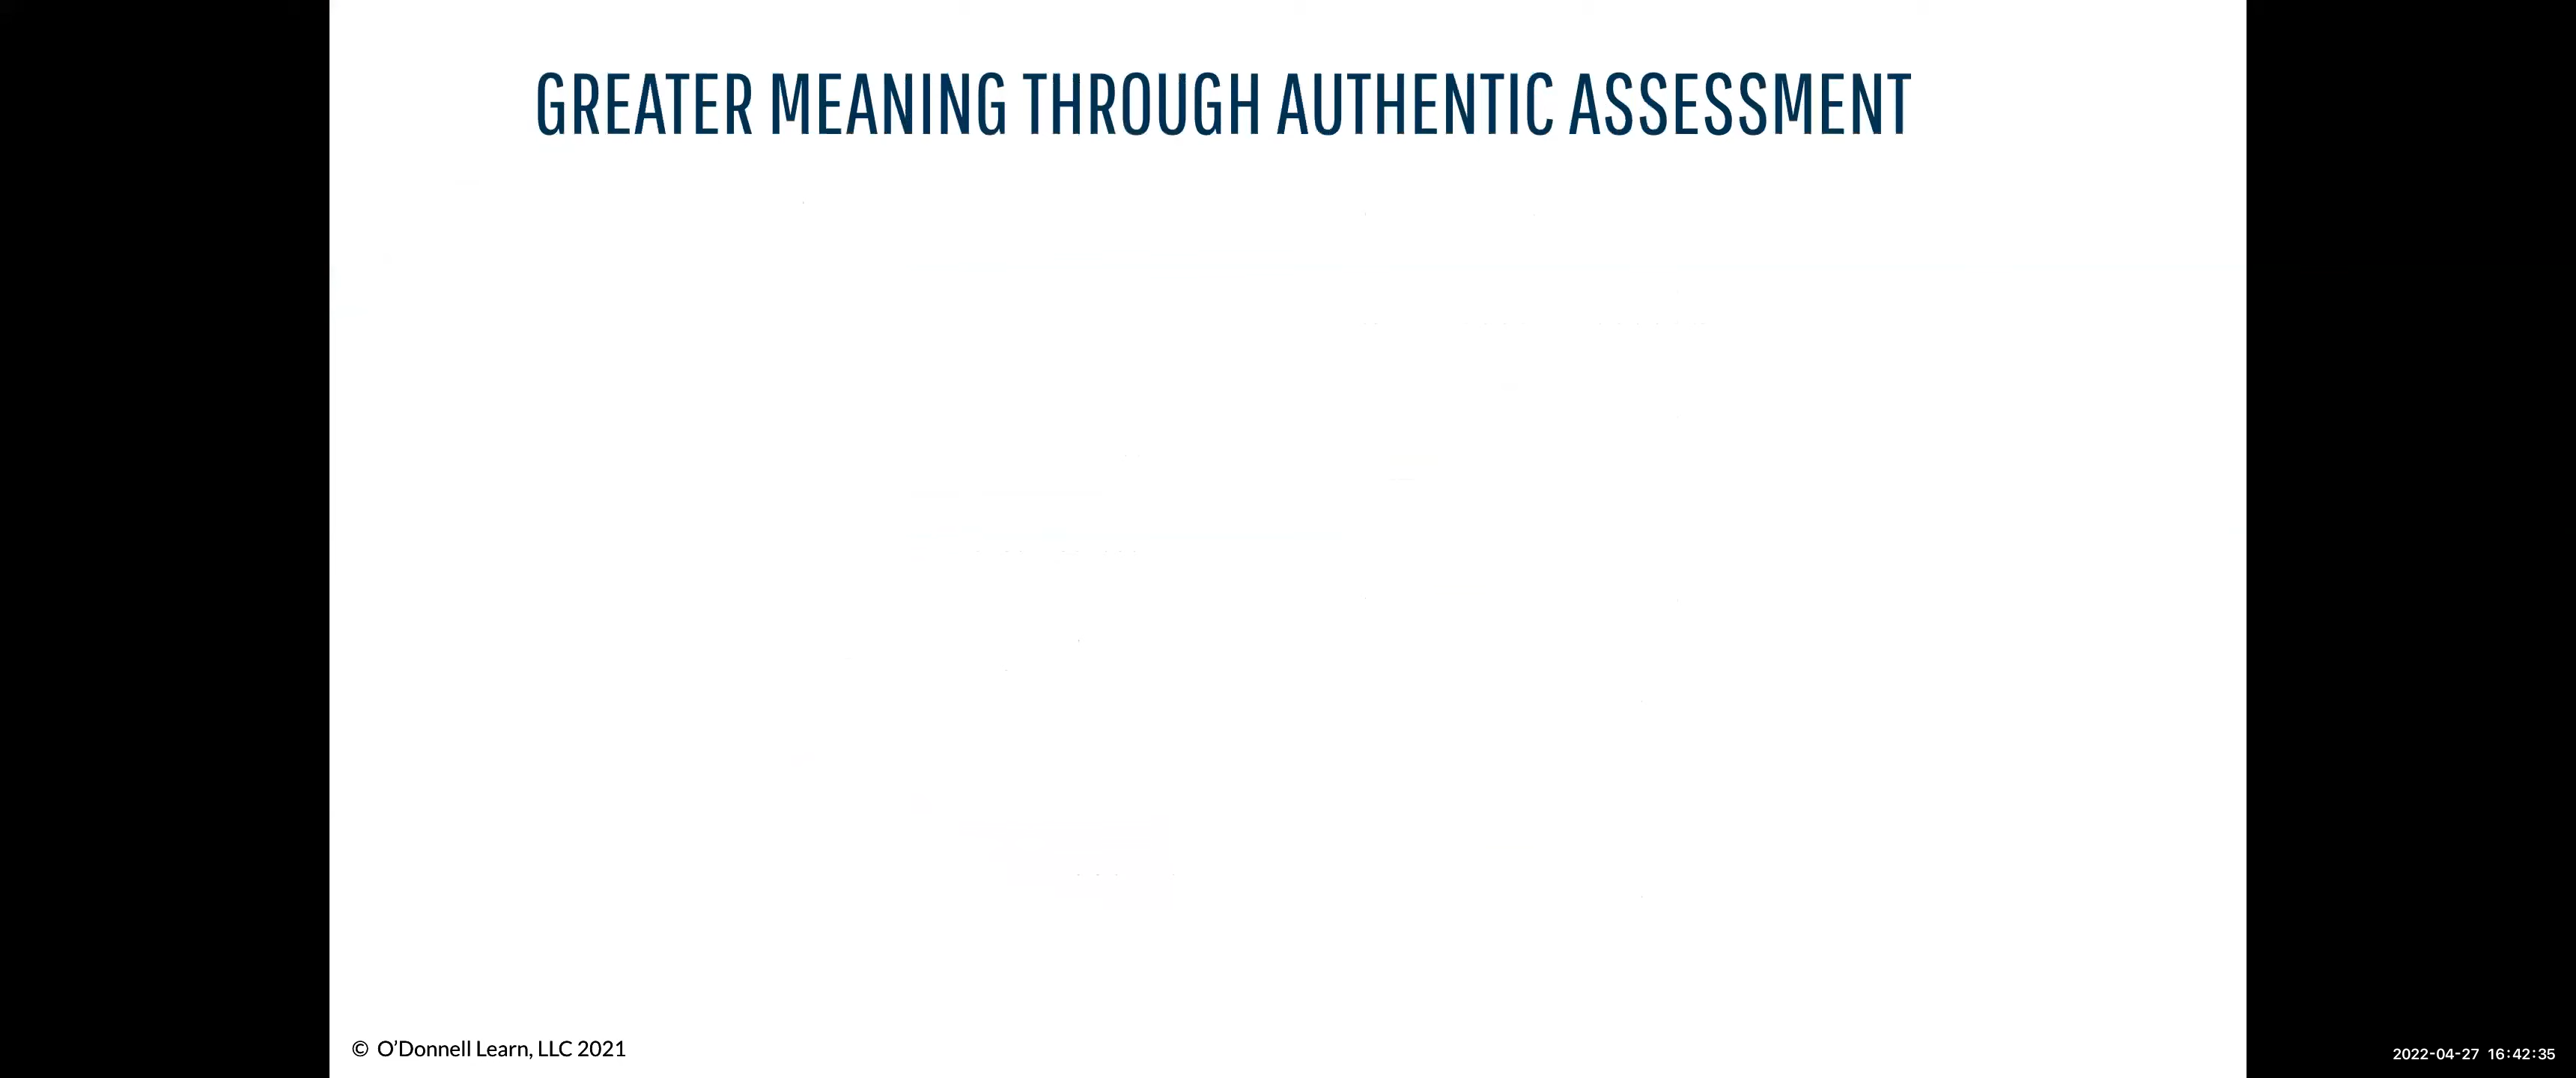 GREATER MEANING THROUGH AUTHENTIC ASSESSMENT
© O’Donnell Learn, LLC 2021
2022-04-27 16:42:35